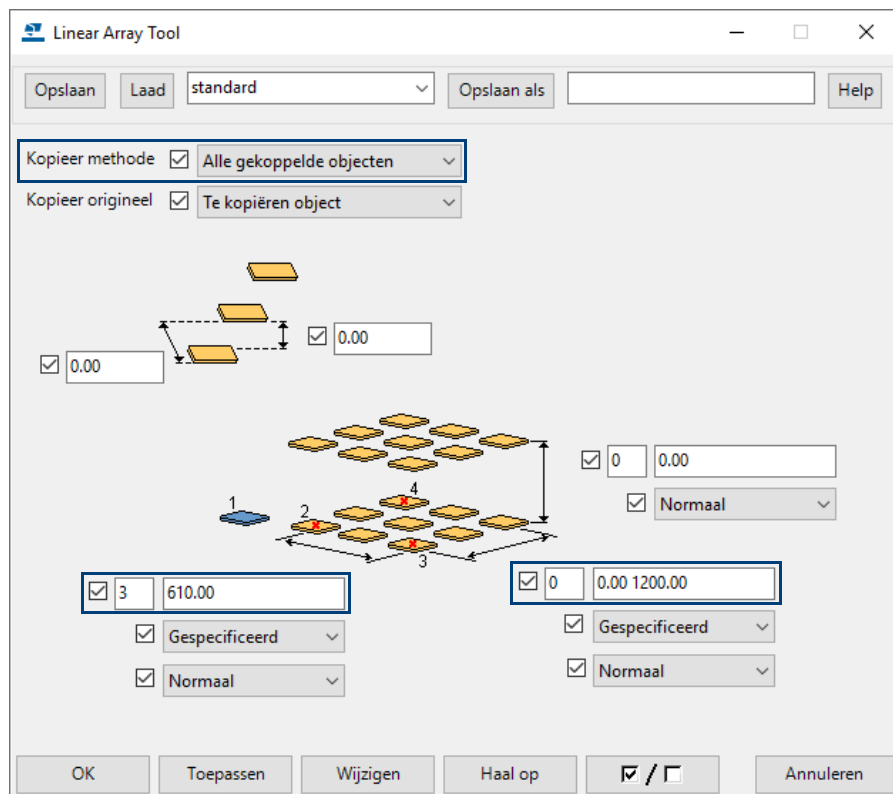 Linear Array Tool
Opslaan Laad standard Opslaan als Help
Kopieer methode Alle gekoppelde objecten
Kopieer origineel Te kopiëren object
0.00
0.00
0 0.00
Normaal
1 2 4
3
3 610.00 0 0.00 1200.00
Gespecificeerd Gespecificeerd
Normaal Normaal
OK Toepassen Wijzigen Haal op / Annuleren